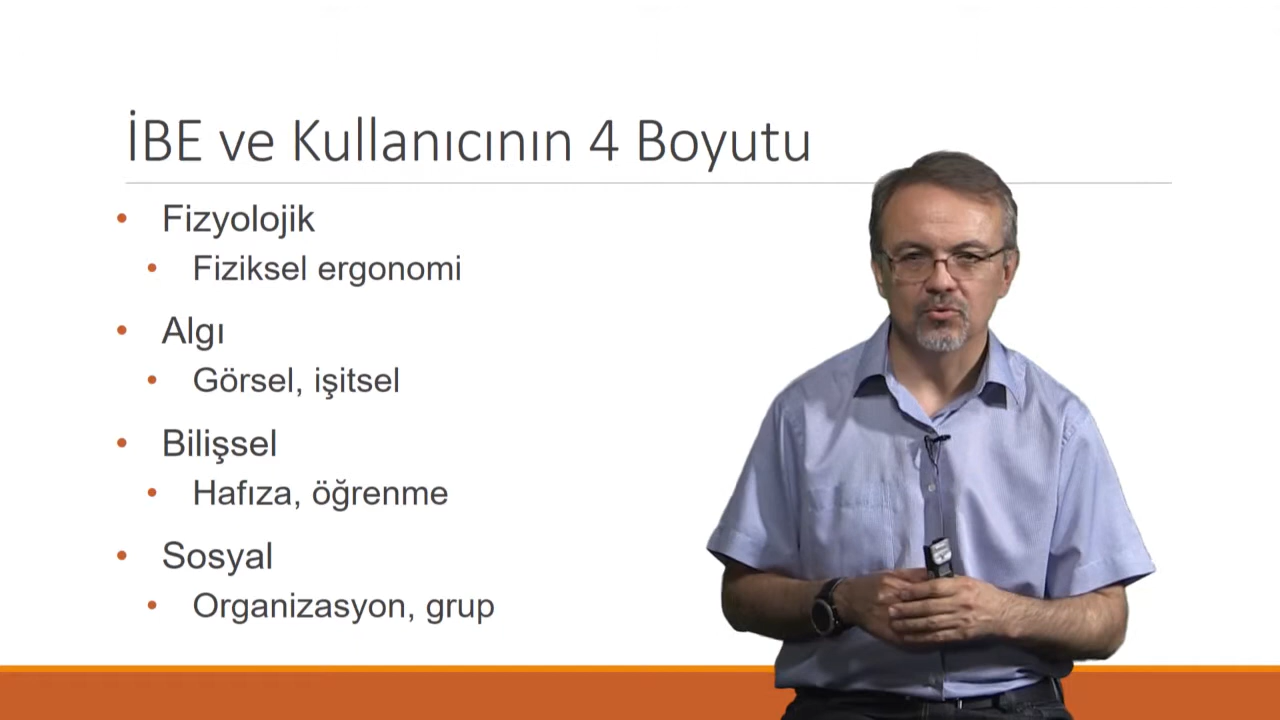 İBE ve Kullanıcının 4 Boyutu
• Fizyolojik
• Fiziksel ergonomi
• Algı
• Görsel, işitsel
• Bilişsel
• Hafıza, öğrenme
• Sosyal
• Organizasyon, grup